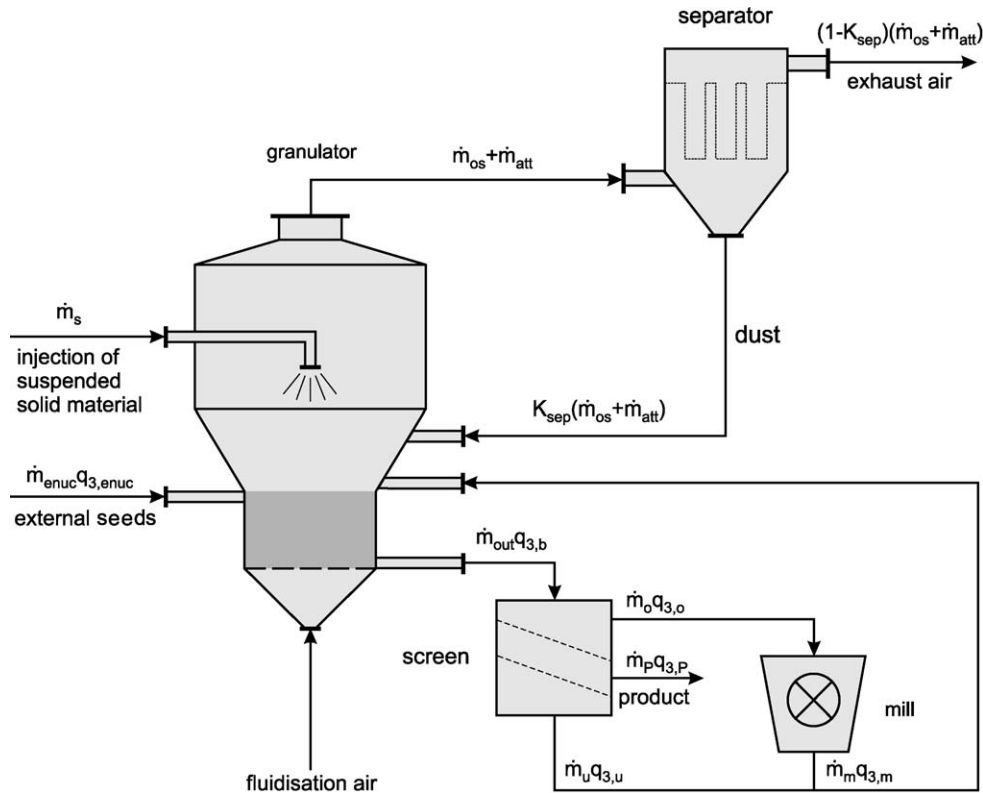 separator
(1-K_sep)(ṁ_os+ṁ_att)
exhaust air
granulator
ṁ_os+ṁ_att
ṁ_s
injection of
suspended
solid material
dust
K_sep(ṁ_os+ṁ_att)
ṁ_enuc q_3,enuc
external seeds
ṁ_out q_3,b
screen
ṁ_o q_3,o
ṁ_P q_3,P
product
mill
ṁ_u q_3,u
ṁ_m q_3,m
fluidisation air